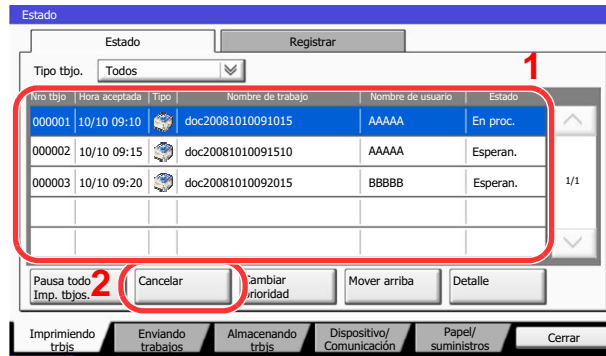 Estado
Estado Registrar
Tipo tbjo. Todos
1
Nro tbjo Hora aceptada Tipo Nombre de trabajo Nombre de usuario Estado
000001 10/10 09:10 doc20081010091015 AAAAA En proc.
000002 10/10 09:15 doc20081010091510 AAAAA Esperan.
000003 10/10 09:20 doc20081010092015 BBBBB Esperan.
1/1
Pausa todo
Imp. tbjos.
2
Cancelar
Cambiar
prioridad
Mover arriba
Detalle
Imprimiendo
trbjs
Enviando
trabajos
Almacenando
trbjs
Dispositivo/
Comunicación
Papel/
suministros
Cerrar